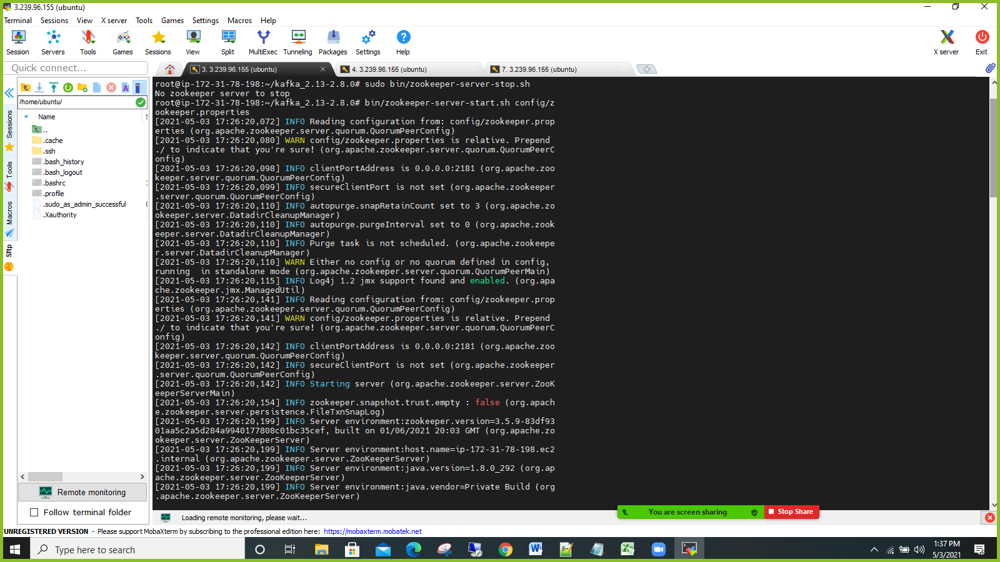 3.239.96.155 (ubuntu)
Terminal Sessions View X server Tools Games Settings Macros Help
Session Servers Tools Games Sessions View Split MultiExec Tunneling Packages Settings Help X server Exit
Quick connect...
3. 3.239.96.155 (ubuntu)
4. 3.239.96.155 (ubuntu)
7. 3.239.96.155 (ubuntu)
/home/ubuntu/
Name
..
.cache
.ssh
.bash_history
.bash_logout
.bashrc
.profile
.sudo_as_admin_successful
.Xauthority
Sessions
Tools
Macros
Sftp
Remote monitoring
Follow terminal folder
root@ip-172-31-78-198:~/kafka_2.13-2.8.0# sudo bin/zookeeper-server-stop.sh
No zookeeper server to stop
root@ip-172-31-78-198:~/kafka_2.13-2.8.0# bin/zookeeper-server-start.sh config/z
ookeeper.properties
[2021-05-03 17:26:20,072] INFO Reading configuration from: config/zookeeper.prop
erties (org.apache.zookeeper.server.quorum.QuorumPeerConfig)
[2021-05-03 17:26:20,080] WARN config/zookeeper.properties is relative. Prepend
./ to indicate that you're sure! (org.apache.zookeeper.server.quorum.QuorumPeerC
onfig)
[2021-05-03 17:26:20,098] INFO clientPortAddress is 0.0.0.0:2181 (org.apache.zoo
keeper.server.quorum.QuorumPeerConfig)
[2021-05-03 17:26:20,099] INFO secureClientPort is not set (org.apache.zookeeper
.server.quorum.QuorumPeerConfig)
[2021-05-03 17:26:20,110] INFO autopurge.snapRetainCount set to 3 (org.apache.zo
okeeper.server.DatadirCleanupManager)
[2021-05-03 17:26:20,110] INFO autopurge.purgeInterval set to 0 (org.apache.zook
eeper.server.DatadirCleanupManager)
[2021-05-03 17:26:20,110] INFO Purge task is not scheduled. (org.apache.zookeepe
r.server.DatadirCleanupManager)
[2021-05-03 17:26:20,110] WARN Either no config or no quorum defined in config,
running  in standalone mode (org.apache.zookeeper.server.quorum.QuorumPeerMain)
[2021-05-03 17:26:20,115] INFO Log4j 1.2 jmx support found and enabled. (org.apa
che.zookeeper.jmx.ManagedUtil)
[2021-05-03 17:26:20,141] INFO Reading configuration from: config/zookeeper.prop
erties (org.apache.zookeeper.server.quorum.QuorumPeerConfig)
[2021-05-03 17:26:20,141] WARN config/zookeeper.properties is relative. Prepend
./ to indicate that you're sure! (org.apache.zookeeper.server.quorum.QuorumPeerC
onfig)
[2021-05-03 17:26:20,142] INFO clientPortAddress is 0.0.0.0:2181 (org.apache.zoo
keeper.server.quorum.QuorumPeerConfig)
[2021-05-03 17:26:20,142] INFO secureClientPort is not set (org.apache.zookeeper
.server.quorum.QuorumPeerConfig)
[2021-05-03 17:26:20,142] INFO Starting server (org.apache.zookeeper.server.ZooK
eeperServerMain)
[2021-05-03 17:26:20,154] INFO zookeeper.snapshot.trust.empty : false (org.apach
e.zookeeper.server.persistence.FileTxnSnapLog)
[2021-05-03 17:26:20,199] INFO Server environment:zookeeper.version=3.5.9-83df93
01aa5c2a5d284a9940177808c01bc35cef, built on 01/06/2021 20:03 GMT (org.apache.zo
okeeper.server.ZooKeeperServer)
[2021-05-03 17:26:20,199] INFO Server environment:host.name=ip-172-31-78-198.ec2
.internal (org.apache.zookeeper.server.ZooKeeperServer)
[2021-05-03 17:26:20,199] INFO Server environment:java.version=1.8.0_292 (org.ap
ache.zookeeper.server.ZooKeeperServer)
[2021-05-03 17:26:20,199] INFO Server environment:java.vendor=Private Build (org
.apache.zookeeper.server.ZooKeeperServer)
Loading remote monitoring, please wait...
You are screen sharing
Stop Share
UNREGISTERED VERSION - Please support MobaXterm by subscribing to the professional edition here: https://mobaxterm.mobatek.net
Type here to search
1:37 PM
5/3/2021